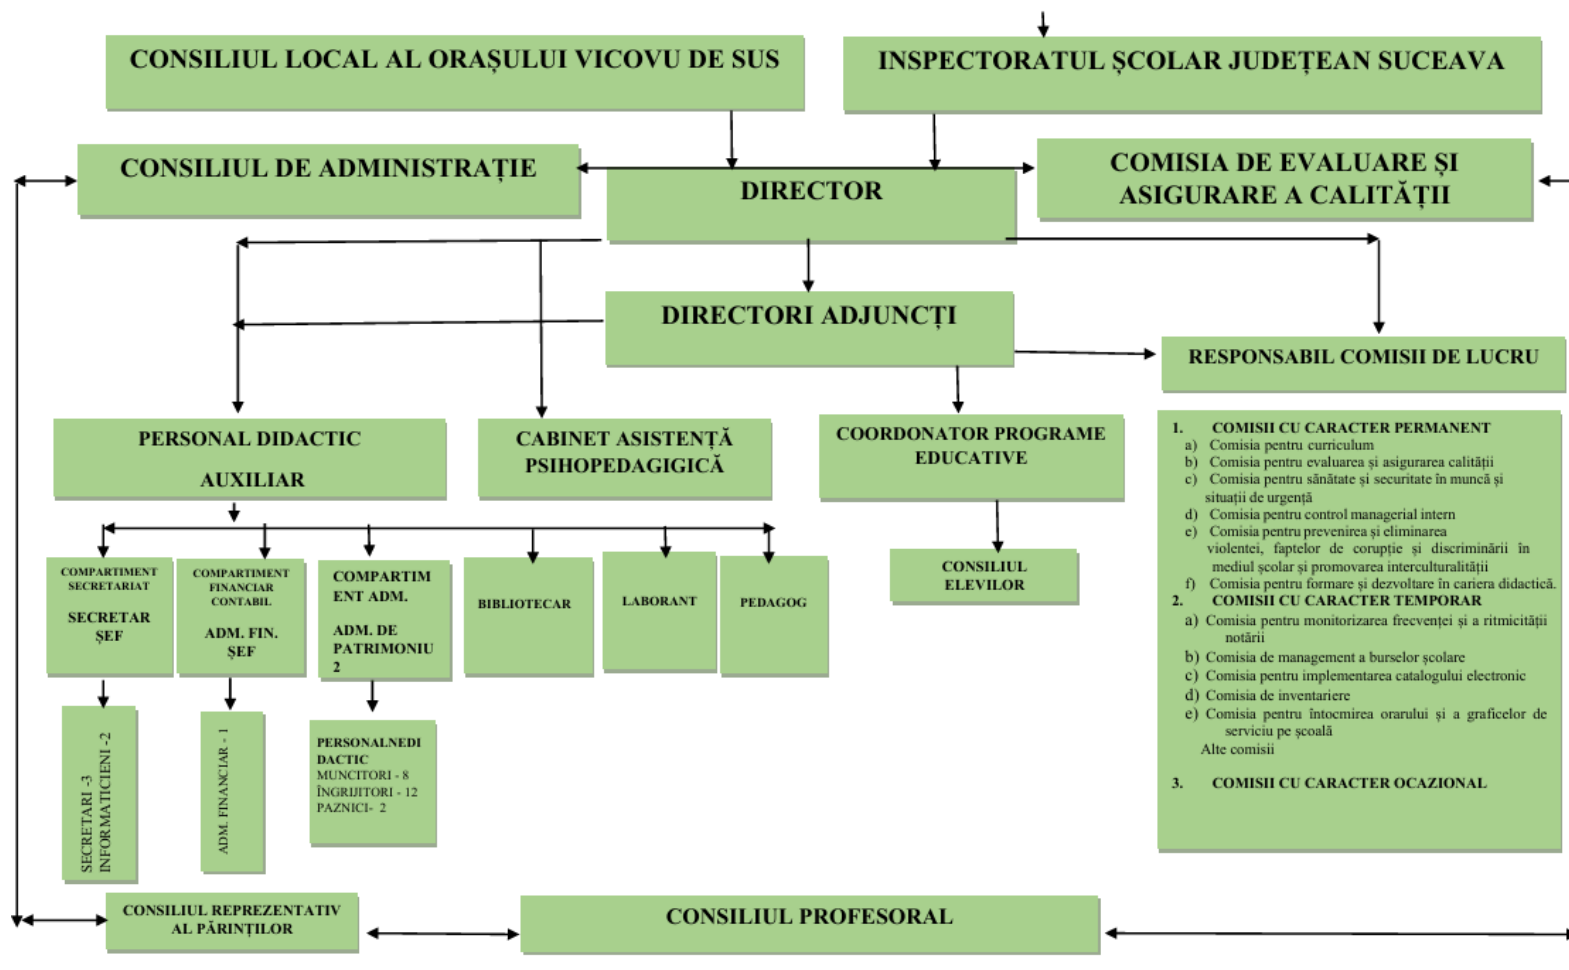 CONSILIUL LOCAL AL ORAȘULUI VICOVU DE SUS
INSPECTORATUL ȘCOLAR JUDEȚEAN SUCEAVA
CONSILIUL DE ADMINISTRAȚIE
DIRECTOR
COMISIA DE EVALUARE ȘI
ASIGURARE A CALITĂȚII
DIRECTORI ADJUNCȚI
RESPONSABIL COMISII DE LUCRU
PERSONAL DIDACTIC
AUXILIAR
CABINET ASISTENȚĂ
PSIHOPEDAGIGICĂ
COORDONATOR PROGRAME
EDUCATIVE
CONSILIUL
ELEVILOR
1. COMISII CU CARACTER PERMANENT
a) Comisia pentru curriculum
b) Comisia pentru evaluarea și asigurarea calității
c) Comisia pentru sănătate și securitate în muncă și
situații de urgență
d) Comisia pentru control managerial intern
e) Comisia pentru prevenirea și eliminarea
violentei, faptelor de corupție și discriminării în
mediul școlar și promovarea interculturalității
f) Comisia pentru formare și dezvoltare în cariera didactică.
2. COMISII CU CARACTER TEMPORAR
a) Comisia pentru monitorizarea frecvenței și a ritmicității
notării
b) Comisia de management a burselor școlare
c) Comisia pentru implementarea catalogului electronic
d) Comisia de inventariere
e) Comisia pentru întocmirea orarului și a graficelor de
serviciu pe școală
Alte comisii
3. COMISII CU CARACTER OCAZIONAL
COMPARTIMENT
SECRETARIAT
SECRETAR
ȘEF
COMPARTIMENT
FINANCIAR
CONTABIL
ADM. FIN.
ȘEF
COMPARTIM
ENT ADM.
ADM. DE
PATRIMONIU
2
BIBLIOTECAR
LABORANT
PEDAGOG
SECRETARI -3
INFORMATICIENI -2
ADM. FINANCIAR - 1
PERSONALNEDI
DACTIC
MUNCITORI - 8
ÎNGRIJITORI - 12
PAZNICI- 2
CONSILIUL REPREZENTATIV
AL PĂRINȚILOR
CONSILIUL PROFESORAL